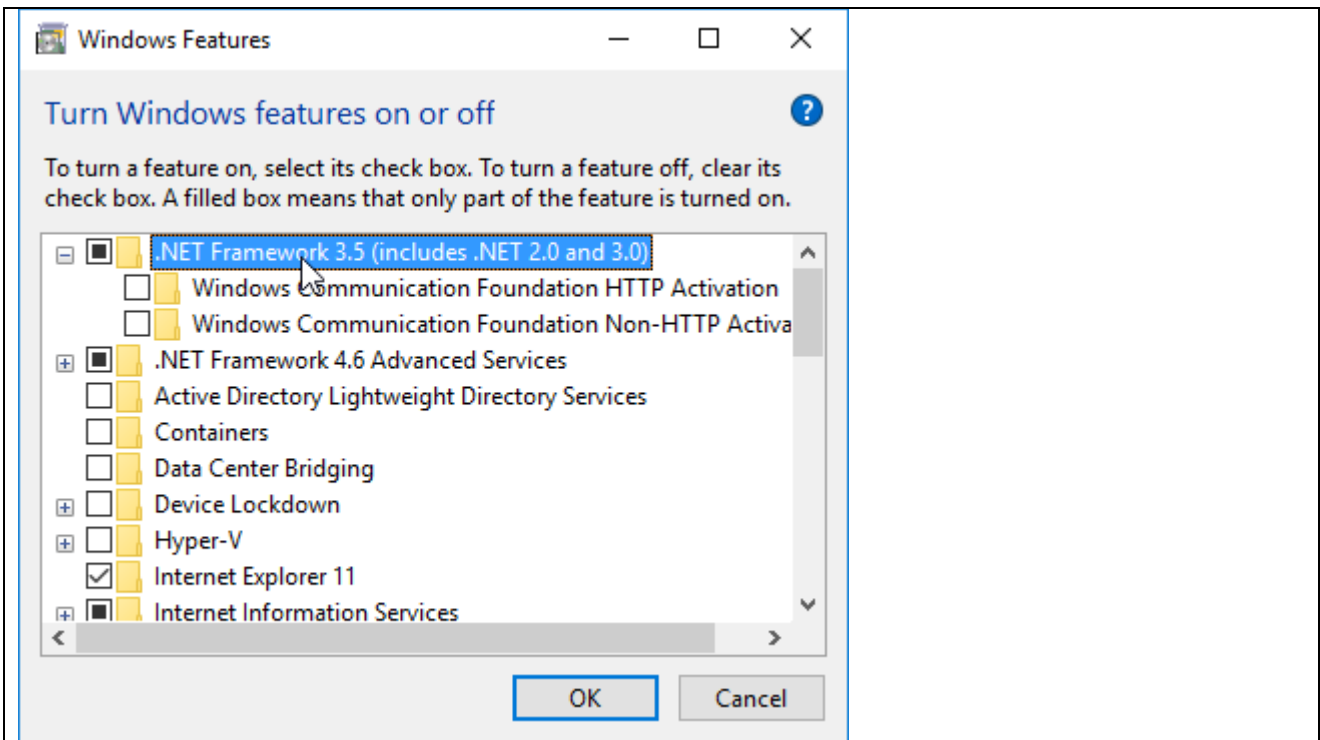 Windows Features
Turn Windows features on or off
?
To turn a feature on, select its check box. To turn a feature off, clear its
check box. A filled box means that only part of the feature is turned on.
.NET Framework 3.5 (includes .NET 2.0 and 3.0)
Windows Communication Foundation HTTP Activation
Windows Communication Foundation Non-HTTP Activa
.NET Framework 4.6 Advanced Services
Active Directory Lightweight Directory Services
Containers
Data Center Bridging
Device Lockdown
Hyper-V
Internet Explorer 11
Internet Information Services
OK Cancel